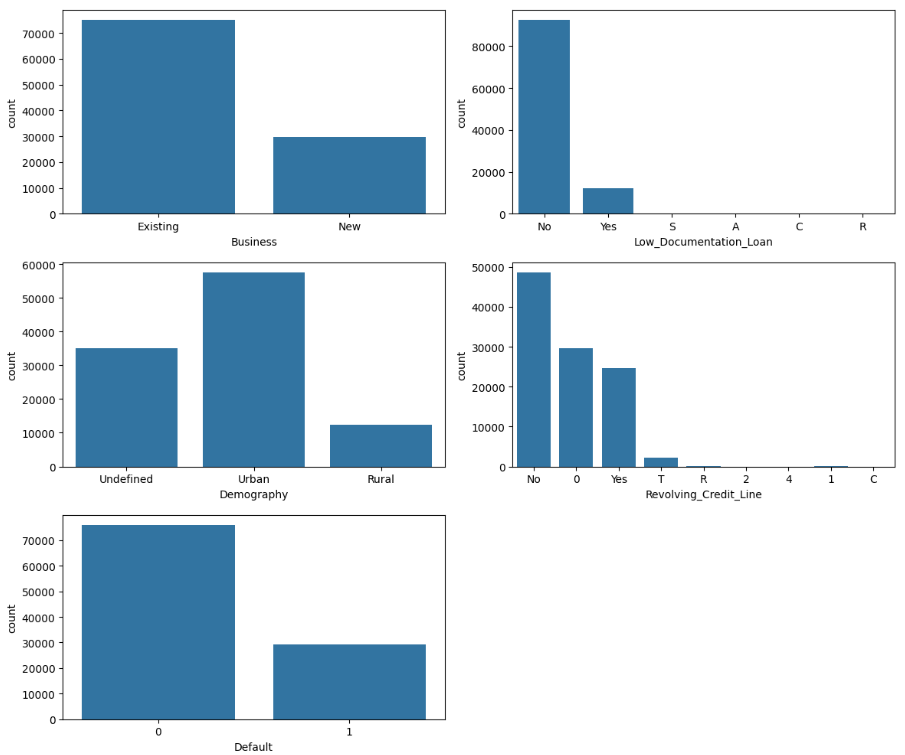 70000
60000
50000
40000
30000
20000
10000
0
count
Existing New
Business
80000
60000
40000
20000
0
count
No Yes S A C R
Low_Documentation_Loan
60000
50000
40000
30000
20000
10000
0
count
Undefined Urban Rural
Demography
50000
40000
30000
20000
10000
0
count
No 0 Yes T R 2 4 1 C
Revolving_Credit_Line
70000
60000
50000
40000
30000
20000
10000
0
count
0 1
Default